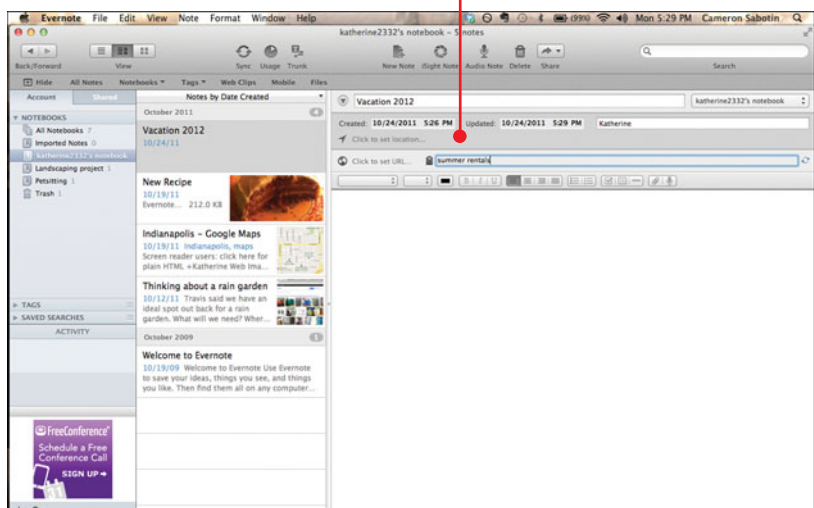 Evernote File Edit View Note Format Window Help (99%) Mon 5:29 PM Cameron Sabotin
katherine2332's notebook – 5 notes
Back/Forward View Sync Usage Trunk New Note iSight Note Audio Note Delete Share Search
Hide All Notes Notebooks Tags Web Clips Mobile Files
Account Shared
NOTEBOOKS
All Notebooks 7
Imported Notes 0
katherine2332's notebook
Landscaping project 1
Petsitting 1
Trash 1
TAGS
SAVED SEARCHES
ACTIVITY
FreeConference®
Schedule a Free
Conference Call
SIGN UP
31
Notes by Date Created
October 2011
Vacation 2012
10/24/11
New Recipe
10/19/11
Evernote... 212.0 KB
Indianapolis – Google Maps
10/19/11 Indianapolis, maps
Screen reader users: click here for
plain HTML +Katherine Web Ima...
Thinking about a rain garden
10/12/11 Travis said we have an
ideal spot out back for a rain
garden. What will we need? Wher...
October 2009 1
Welcome to Evernote
10/19/09 Welcome to Evernote Use Evernote
to save your ideas, things you see, and things
you like. Then find them all on any computer...
Vacation 2012 katherine2332's notebook
Created: 10/24/2011 5:26 PM Updated: 10/24/2011 5:29 PM Katherine
Click to set location...
Click to set URL... summer rentals
B I U